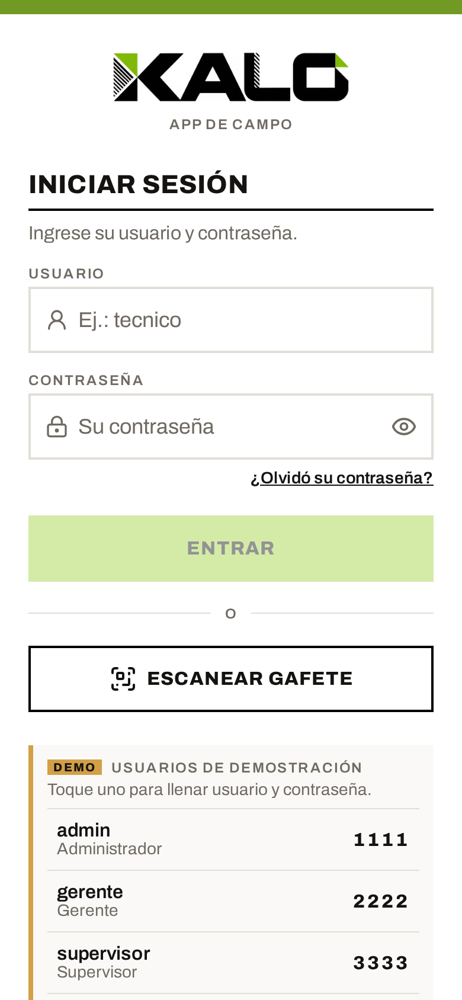 KALO
APP DE CAMPO
INICIAR SESIÓN
Ingrese su usuario y contraseña.
USUARIO
Ej.: tecnico
CONTRASEÑA
Su contraseña
¿Olvidó su contraseña?
ENTRAR
O
ESCANEAR GAFETE
DEMO USUARIOS DE DEMOSTRACIÓN
Toque uno para llenar usuario y contraseña.
admin
Administrador
1111
gerente
Gerente
2222
supervisor
Supervisor
3333